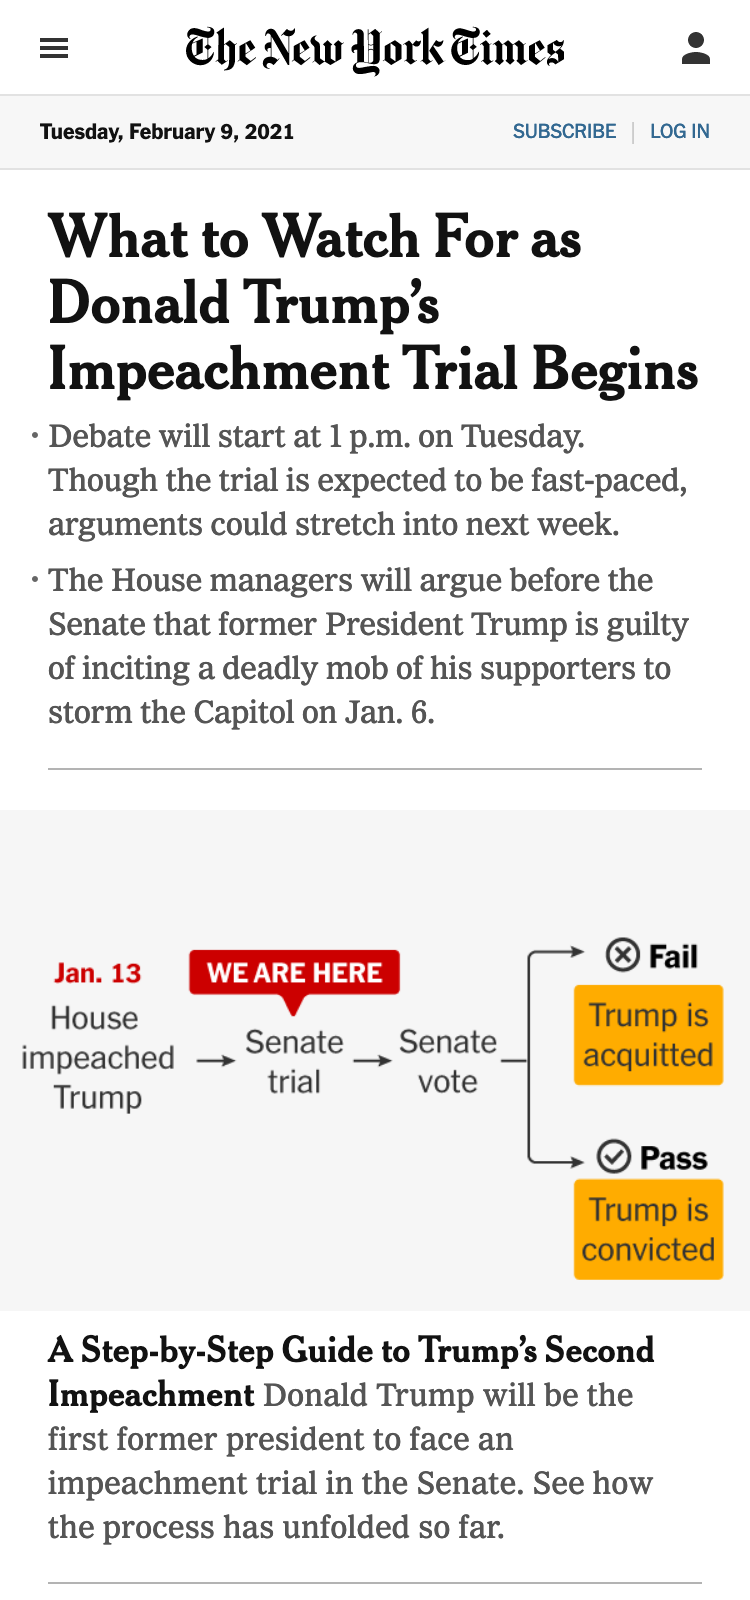 The New York Times
Tuesday, February 9, 2021
SUBSCRIBE
LOG IN
What to Watch For as
Donald Trump’s
Impeachment Trial Begins
• Debate will start at 1 p.m. on Tuesday.
Though the trial is expected to be fast-paced,
arguments could stretch into next week.
• The House managers will argue before the
Senate that former President Trump is guilty
of inciting a deadly mob of his supporters to
storm the Capitol on Jan. 6.
Jan. 13
House
impeached
Trump
WE ARE HERE
Senate
trial
Senate
vote
Fail
Trump is
acquitted
Pass
Trump is
convicted
A Step-by-Step Guide to Trump’s Second
Impeachment Donald Trump will be the
first former president to face an
impeachment trial in the Senate. See how
the process has unfolded so far.